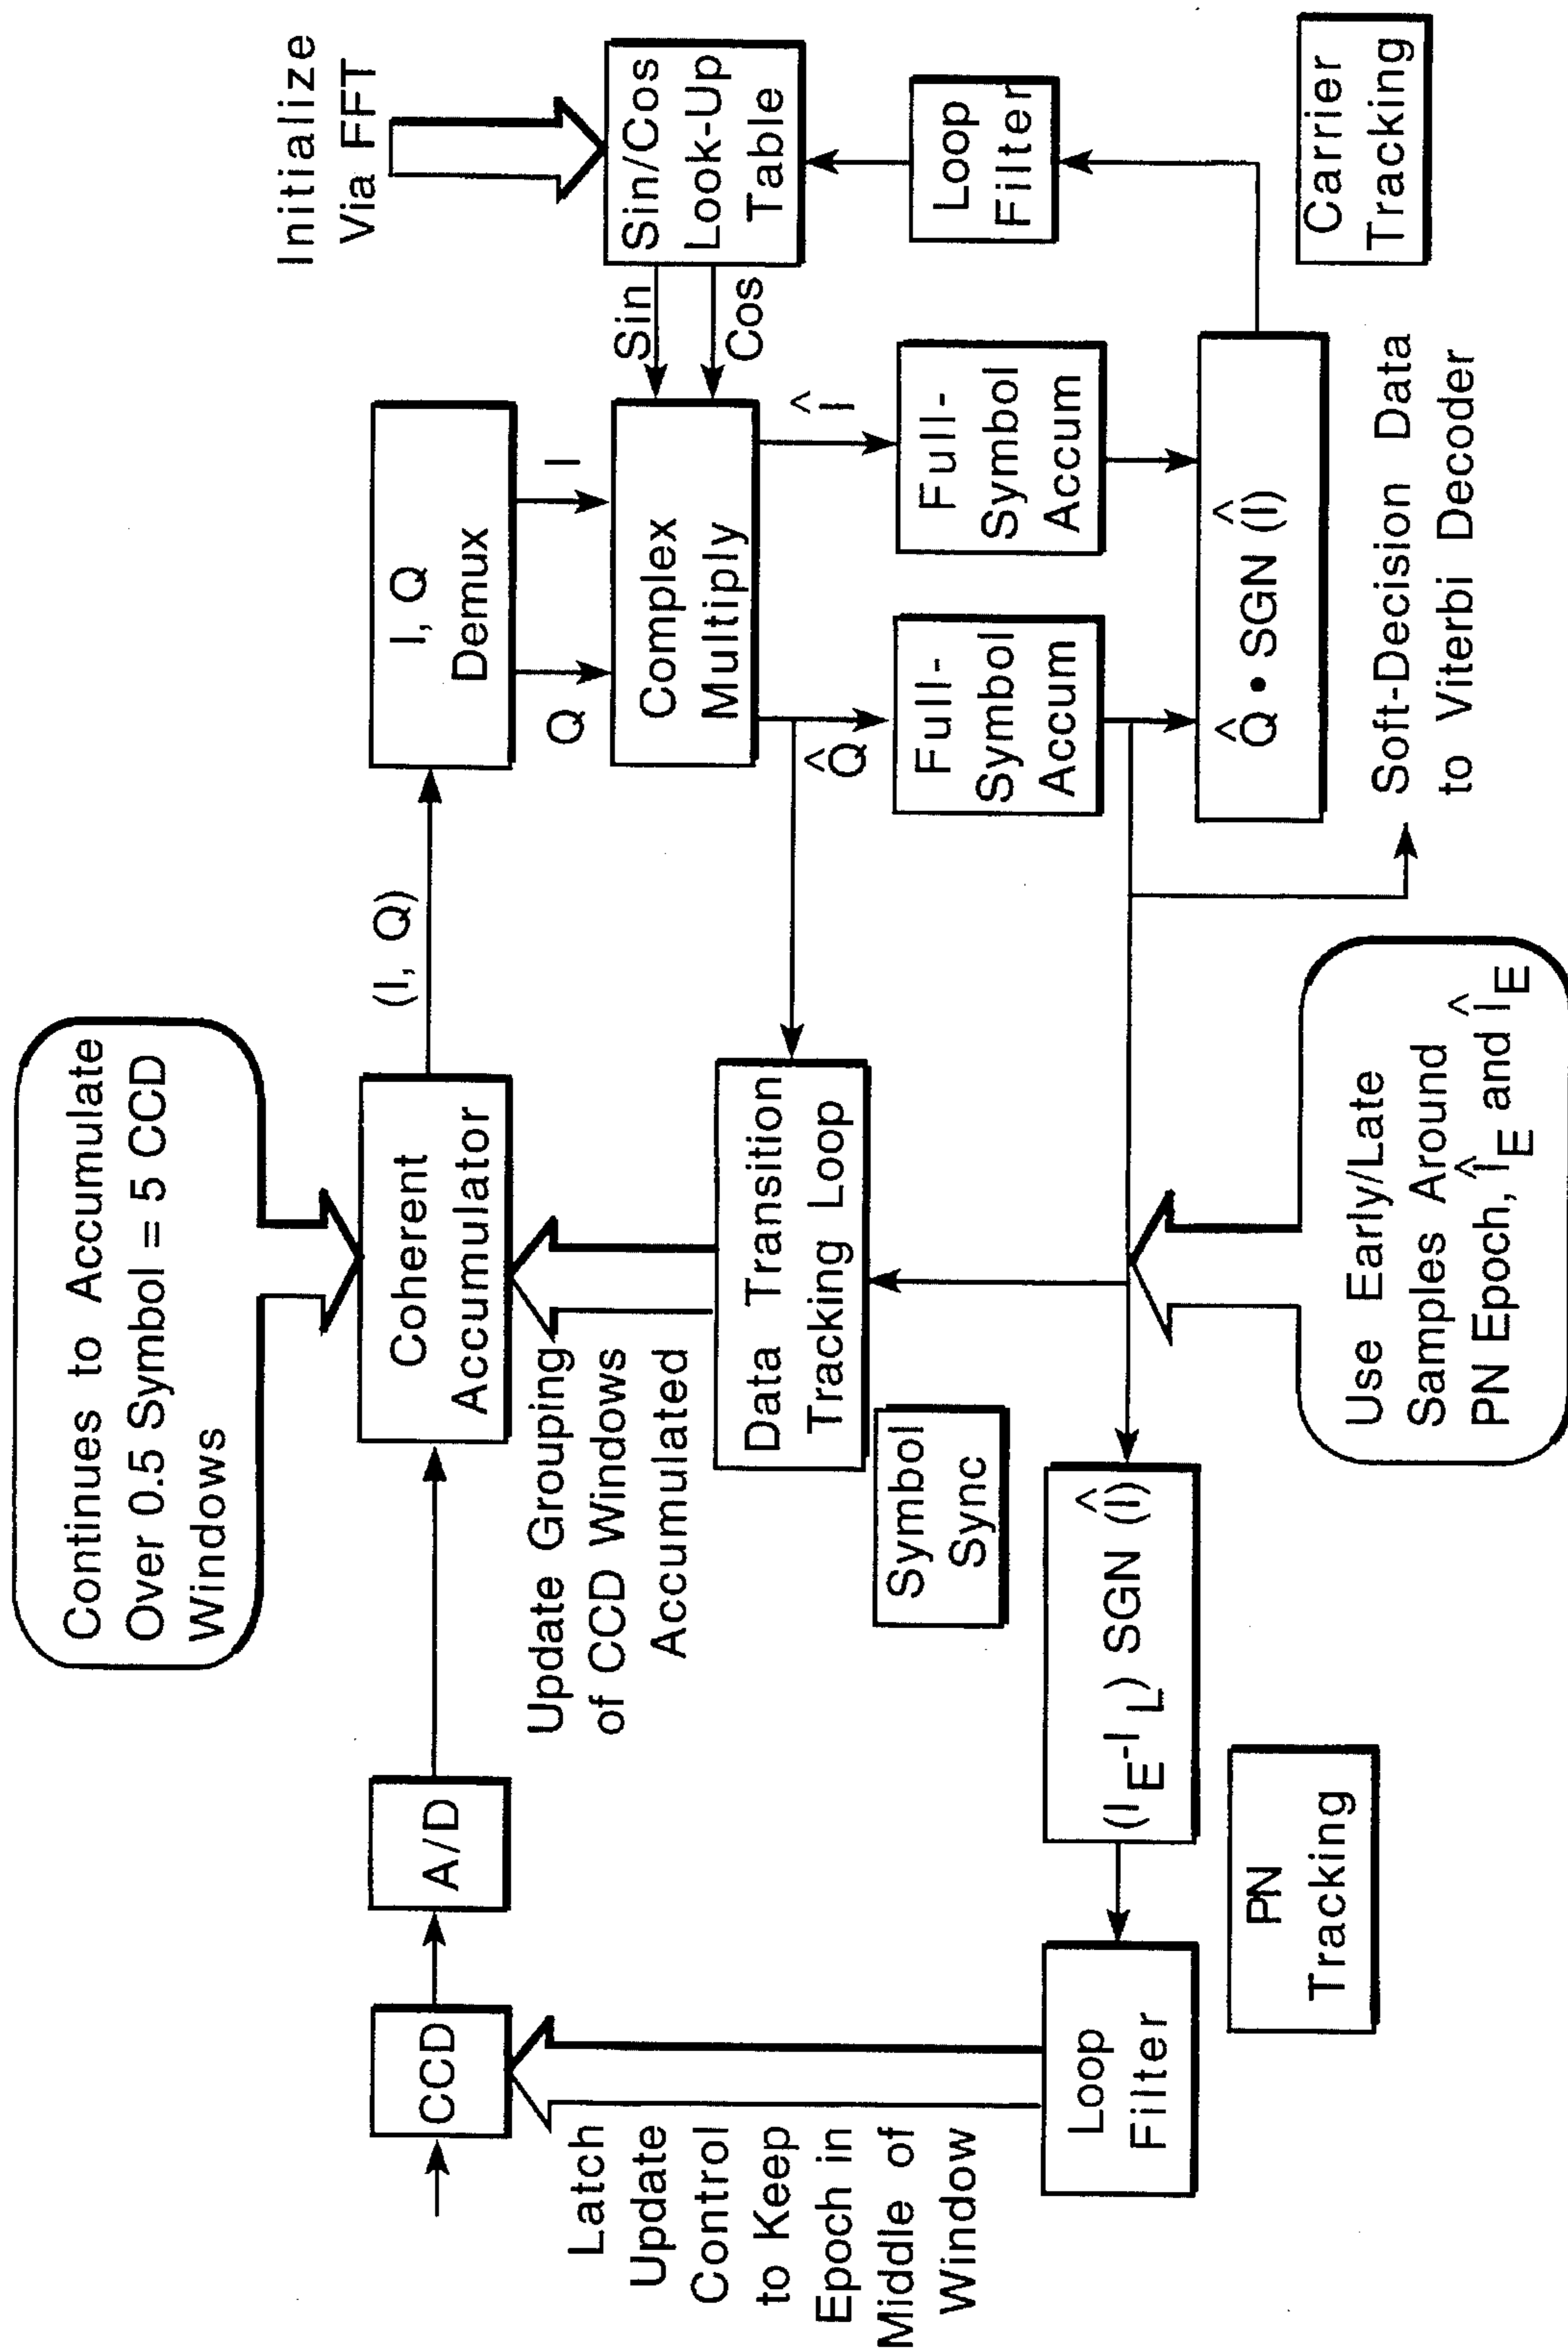 Continues to Accumulate
Over 0.5 Symbol = 5 CCD
Windows
Initialize
Via FFT
CCD
A/D
Coherent
Accumulator
(I, Q)
I, Q
Demux
Q
I
Sin
Cos
Sin/Cos
Look-Up
Table
Complex
Multiply
Update Grouping
of CCD Windows
Accumulated
Latch
Update
Control
to Keep
Epoch in
Middle of
Window
Data Transition
Tracking Loop
Symbol
Sync
Q̂
Î
Full-
Symbol
Accum
Full-
Symbol
Accum
Loop
Filter
Loop
Filter
(I_E-I_L) SGN (Î)
Q̂ • SGN (Î)
PN
Tracking
Use Early/Late
Samples Around
PN Epoch, Î_E and Î_E
Soft-Decision Data
to Viterbi Decoder
Carrier
Tracking